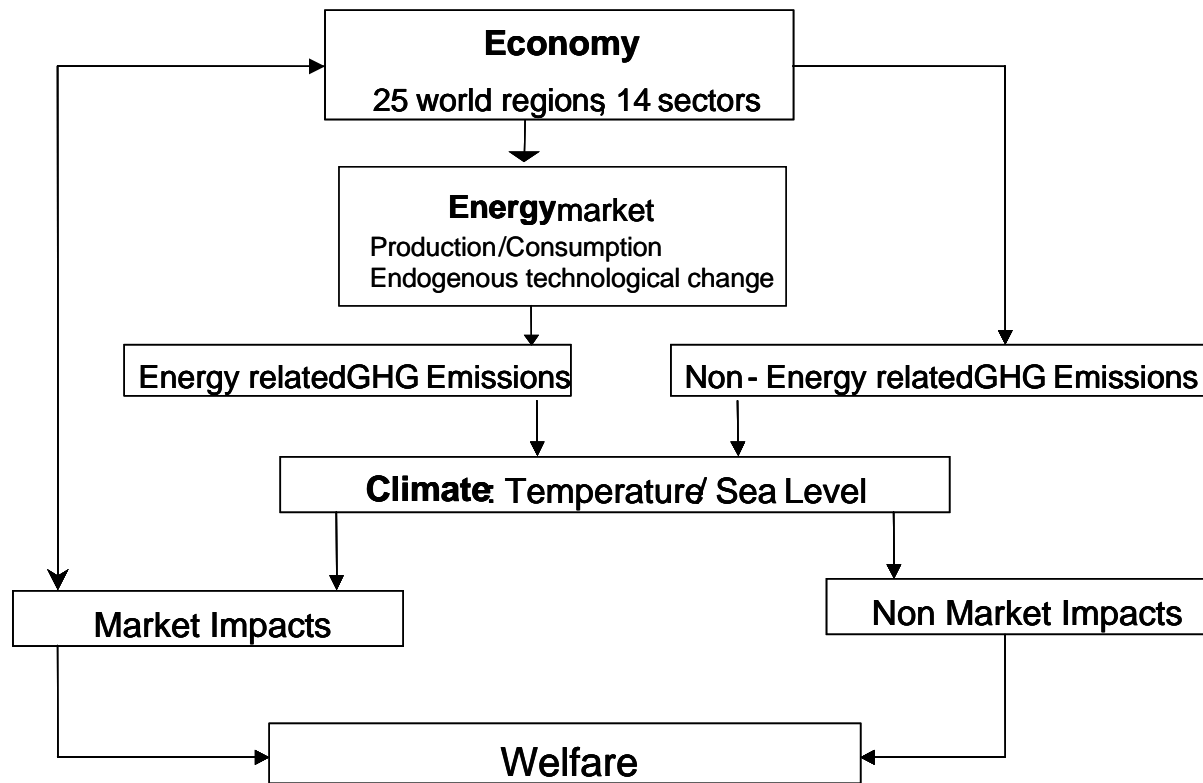 Economy
25 world regions, 14 sectors
Energy market
Production/Consumption
Endogenous technological change
Energy related GHG Emissions
Non - Energy related GHG Emissions
Climate: Temperature/ Sea Level
Market Impacts
Non Market Impacts
Welfare